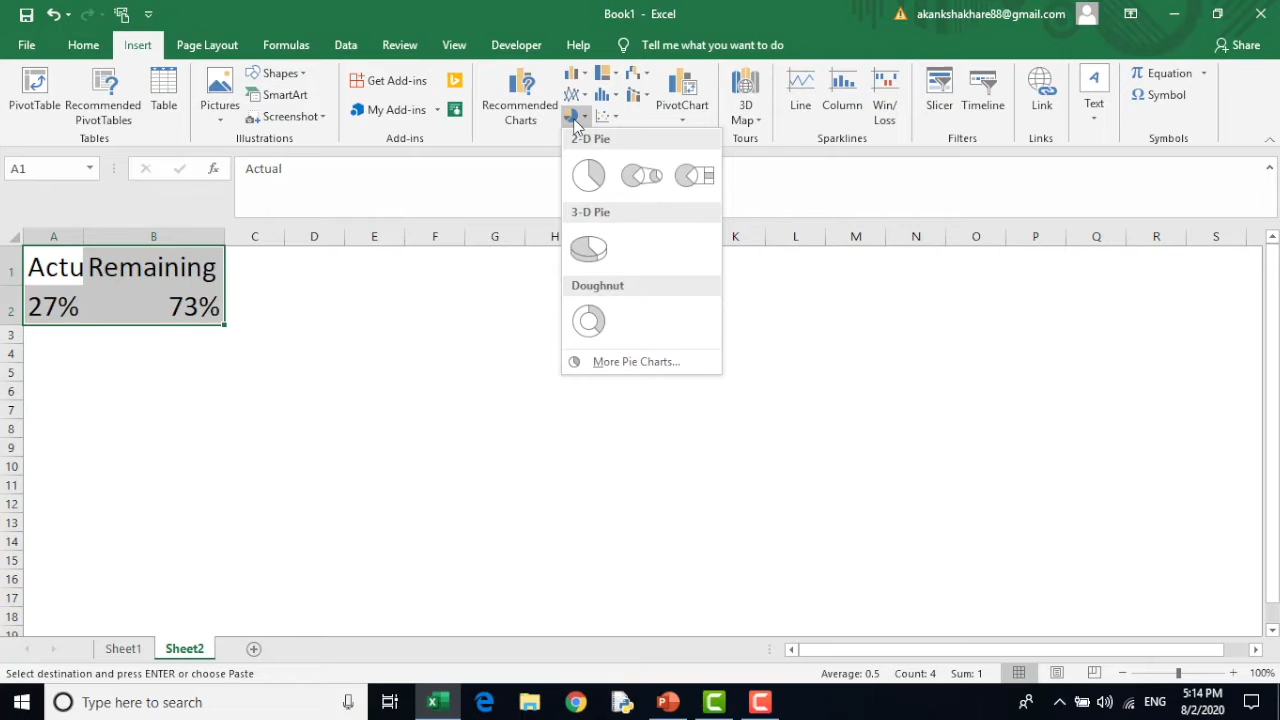 Book1 - Excel
akankshakhare88@gmail.com
File Home Insert Page Layout Formulas Data Review View Developer Help Tell me what you want to do Share
PivotTable
Recommended PivotTables
Table
Tables
Pictures
Shapes
SmartArt
Screenshot
Illustrations
Get Add-ins
My Add-ins
Add-ins
Recommended Charts
PivotChart
3D Map
Tours
Line
Column
Win/
Loss
Sparklines
Slicer
Timeline
Filters
Link
Links
A
Text
π Equation
Ω Symbol
Symbols
A1 fx Actual
2-D Pie
3-D Pie
Doughnut
More Pie Charts...
A B C D E F G H K L M N O P Q R S
1 Actu Remaining
2 27% 73%
3
4
5
6
7
8
9
10
11
12
13
14
15
16
17
18
19
Sheet1 Sheet2
Select destination and press ENTER or choose Paste Average: 0.5 Count: 4 Sum: 1 100%
Type here to search
ENG
5:14 PM
8/2/2020